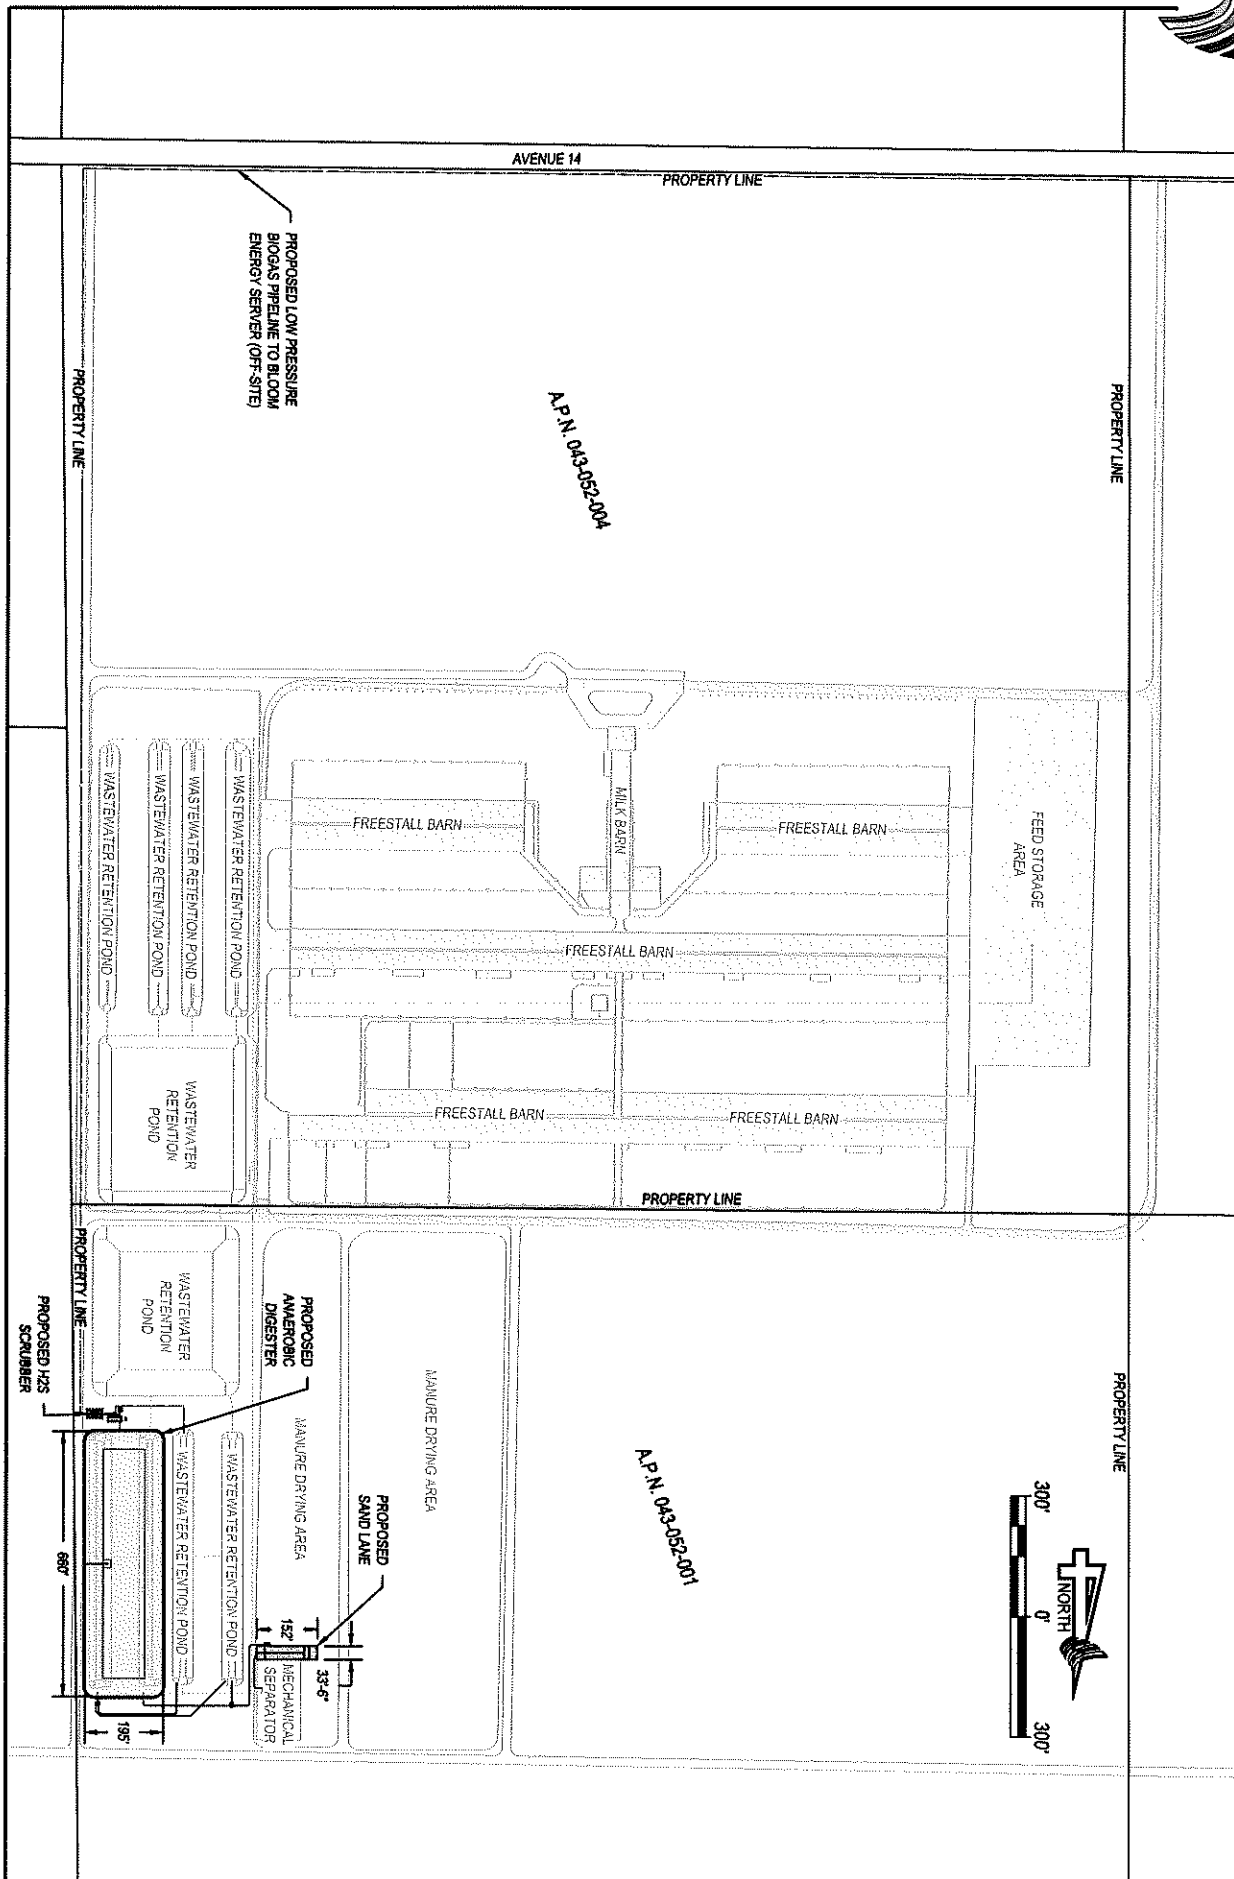 AVENUE 14
PROPERTY LINE
PROPOSED LOW PRESSURE
BIOGAS PIPELINE TO BLOOM
ENERGY SERVER (OFF-SITE)
PROPERTY LINE
A.P.N. 043-052-004
PROPERTY LINE
WASTEWATER RETENTION POND
WASTEWATER RETENTION POND
WASTEWATER RETENTION POND
WASTEWATER RETENTION POND
FREESTALL BARN
MILK BARN
FREESTALL BARN
FEED STORAGE
AREA
FREESTALL BARN
WASTEWATER
RETENTION
POND
FREESTALL BARN
FREESTALL BARN
PROPERTY LINE
PROPERTY LINE
WASTEWATER
RETENTION
POND
PROPOSED
ANAEROBIC
DIGESTER
PROPOSED H2S
SCRUBBER
MANURE DRYING AREA
MANURE DRYING AREA
PROPERTY LINE
A.P.N. 043-052-001
WASTEWATER RETENTION POND
WASTEWATER RETENTION POND
PROPOSED
SAND LANE
152'
33'-6"
MECHANICAL
SEPARATOR
660'
195'
300'
0'
300'
NORTH